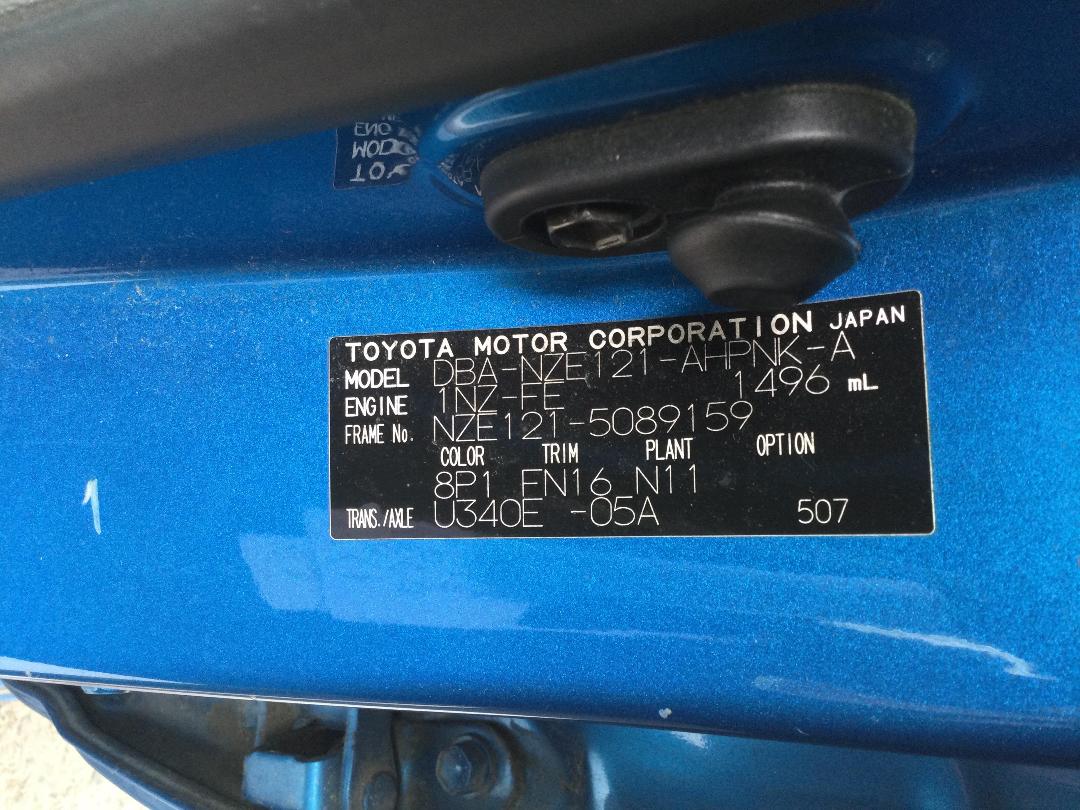 TOYOTA MOTOR CORPORATION JAPAN
MODEL DBA-NZE121-AHPNK-A
ENGINE 1NZ-FE 1496 mL
FRAME No. NZE121-5089159
COLOR TRIM PLANT OPTION
8P1 FN16 N11
TRANS./AXLE U340E -05A 507
1